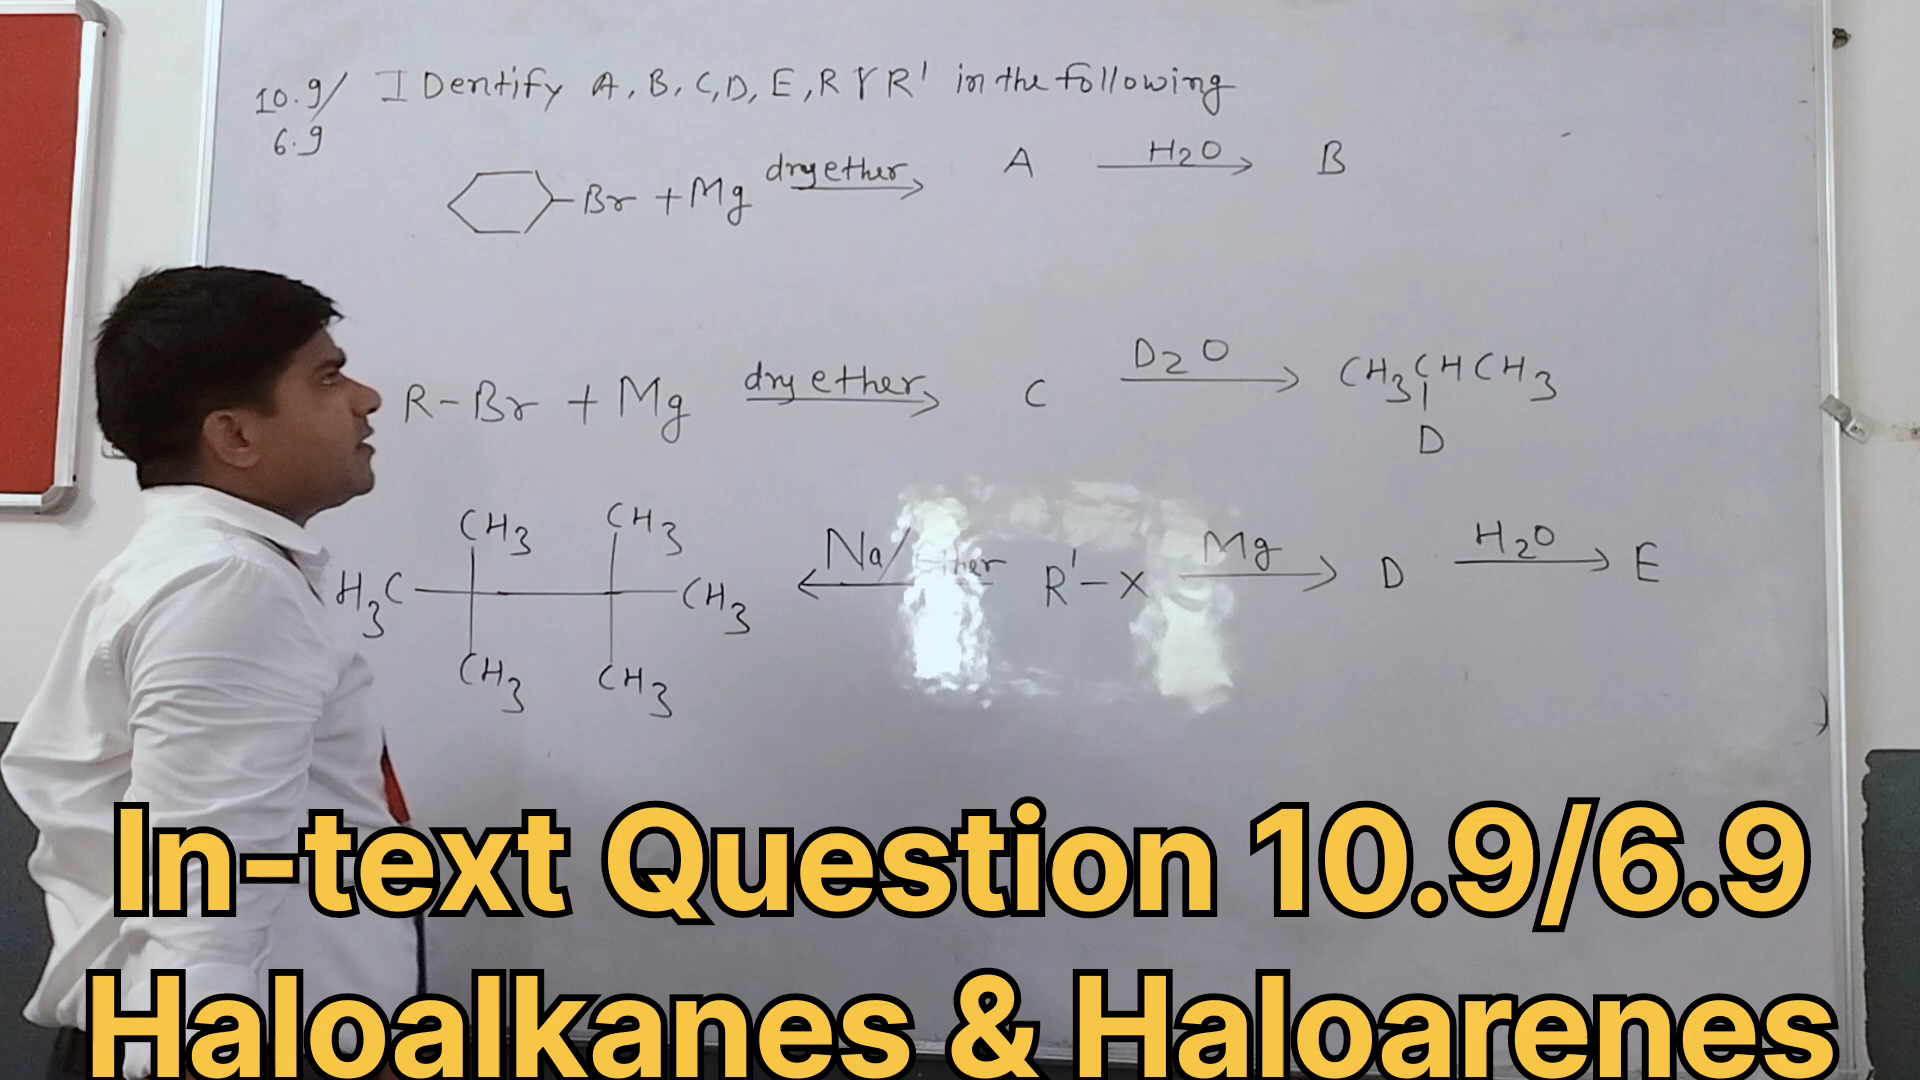 10.9/ IDentify A, B, C, D, E, R Y R' in the following
6.9
Br + Mg dry ether A H2O B
R-Br + Mg dry ether C D2O CH3CHCH3
D
CH3 CH3
H3C CH3 Na/Ether R'-X Mg D H2O E
CH3 CH3
In-text Question 10.9/6.9
Haloalkanes & Haloarenes